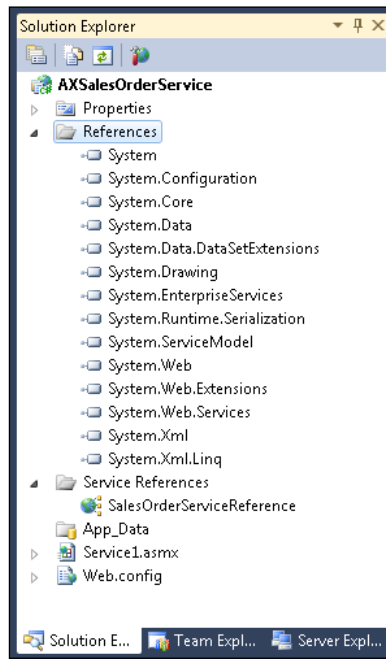 Solution Explorer
AXSalesOrderService
Properties
References
System
System.Configuration
System.Core
System.Data
System.Data.DataSetExtensions
System.Drawing
System.EnterpriseServices
System.Runtime.Serialization
System.ServiceModel
System.Web
System.Web.Extensions
System.Web.Services
System.Xml
System.Xml.Linq
Service References
SalesOrderServiceReference
App_Data
Service1.asmx
Web.config
Solution E... Team Expl... Server Expl...